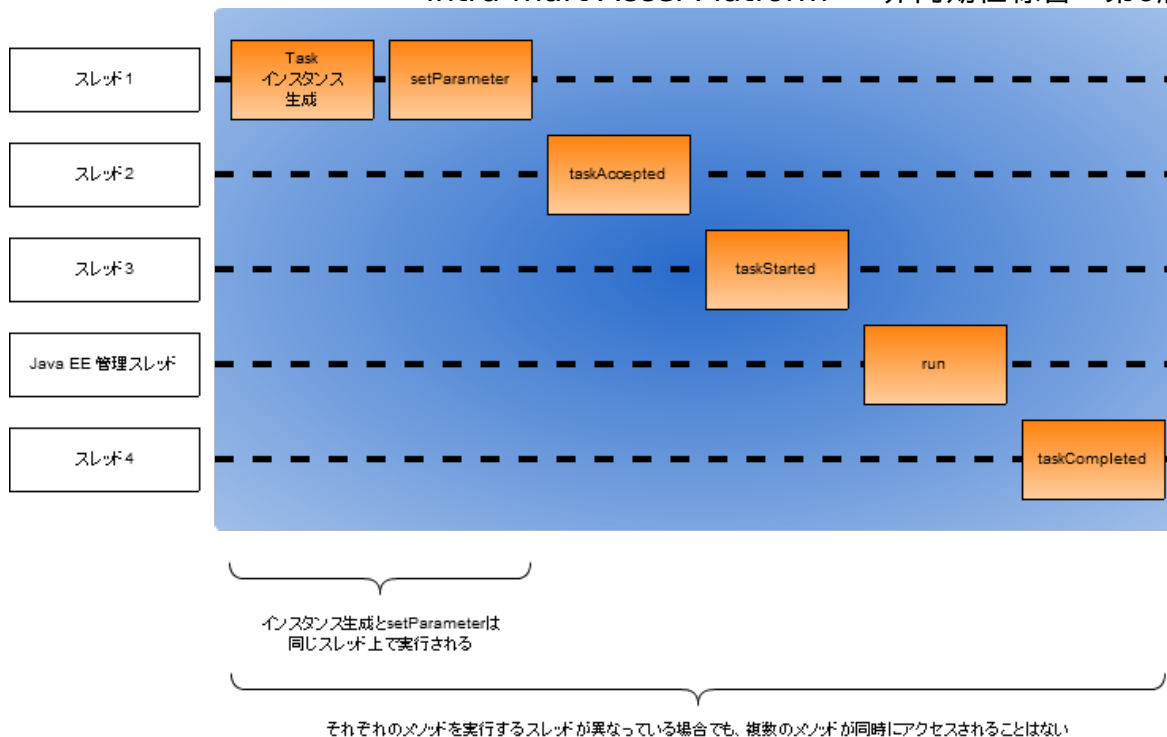 スレッド1
Task
インスタンス
生成
setParameter
スレッド2
taskAccepted
スレッド3
taskStarted
Java EE 管理スレッド
run
スレッド4
taskCompleted
インスタンス生成とsetParameterは
同じスレッド上で実行される
それぞれのメソッドを実行するスレッドが異なっている場合でも、複数のメソッドが同時にアクセスされることはない